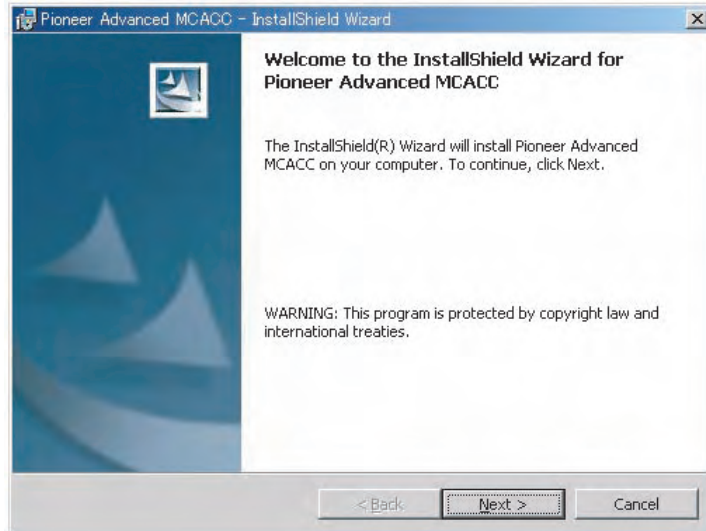 Pioneer Advanced MCACC - InstallShield Wizard
Welcome to the InstallShield Wizard for
Pioneer Advanced MCACC
The InstallShield(R) Wizard will install Pioneer Advanced
MCACC on your computer. To continue, click Next.
WARNING: This program is protected by copyright law and
international treaties.
< Back
Next >
Cancel